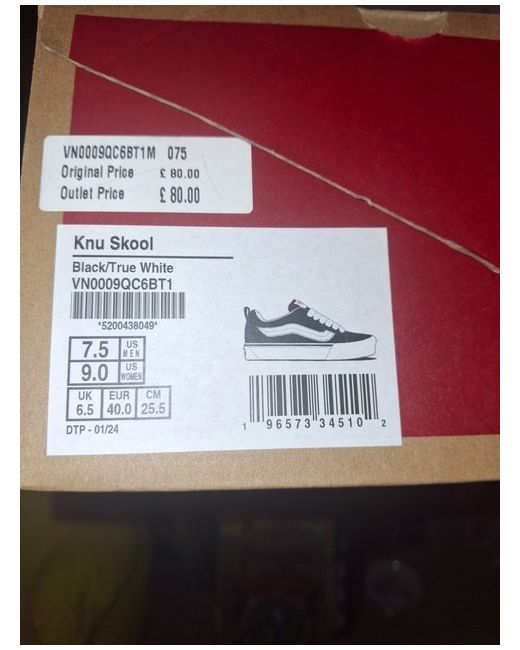 VN0009QC6BT1M 075
Original Price £ 80.00
Outlet Price £ 80.00
Knu Skool
Black/True White
VN0009QC6BT1
*5200438049*
7.5 US MEN
9.0 US WOMEN
UK EUR CM
6.5 40.0 25.5
DTP - 01/24
1 96573 34510 2